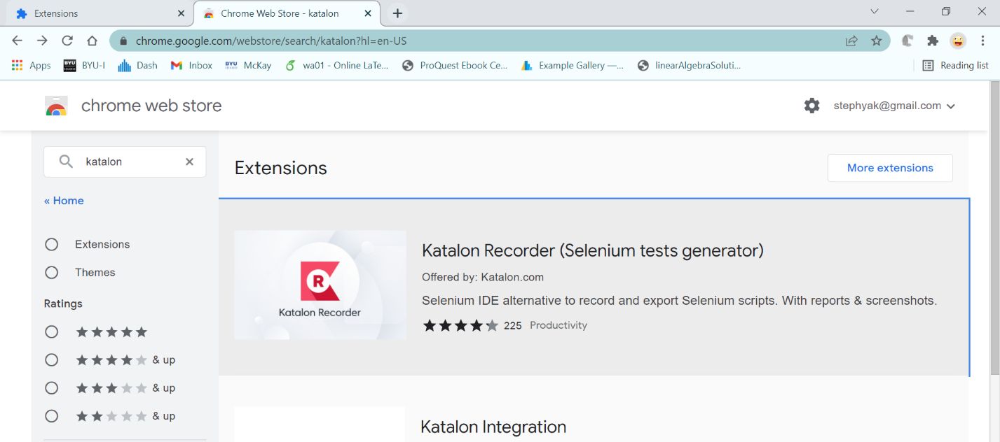 Extensions
Chrome Web Store - katalon
chrome.google.com/webstore/search/katalon?hl=en-US
Apps
BYU IDAHO BYU-I
Dash
Inbox
BYU McKay
wa01 - Online LaTe...
ProQuest Ebook Ce...
Example Gallery —...
linearAlgebraSoluti...
Reading list
chrome web store
stephyak@gmail.com
katalon
Extensions
More extensions
« Home
Extensions
Themes
Ratings
& up
& up
& up
R
Katalon Recorder
Katalon Recorder (Selenium tests generator)
Offered by: Katalon.com
Selenium IDE alternative to record and export Selenium scripts. With reports & screenshots.
225 Productivity
Katalon Integration